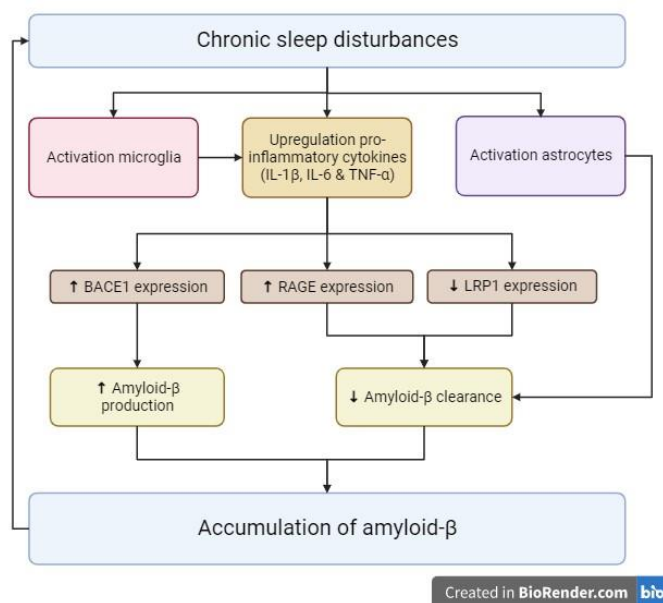 Chronic sleep disturbances
Activation microglia
Upregulation pro-
inflammatory cytokines
(IL-1β, IL-6 & TNF-α)
Activation astrocytes
↑ BACE1 expression
↑ RAGE expression
↓ LRP1 expression
↑ Amyloid-β
production
↓ Amyloid-β clearance
Accumulation of amyloid-β
Created in BioRender.com bio